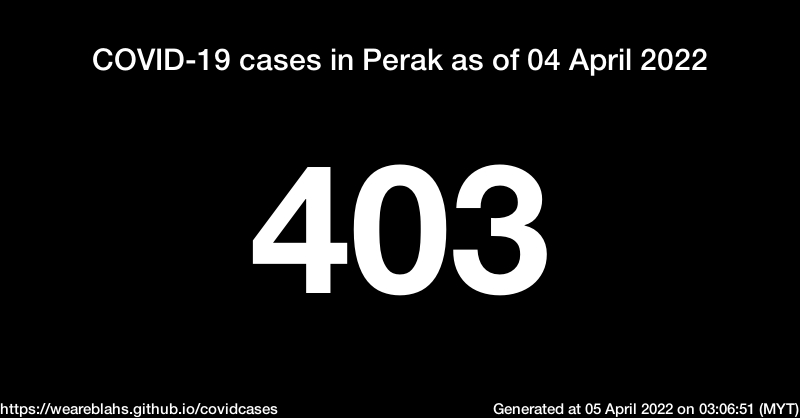 COVID-19 cases in Perak as of 04 April 2022
403
https://weareblahs.github.io/covidcases
Generated at 05 April 2022 on 03:06:51 (MYT)